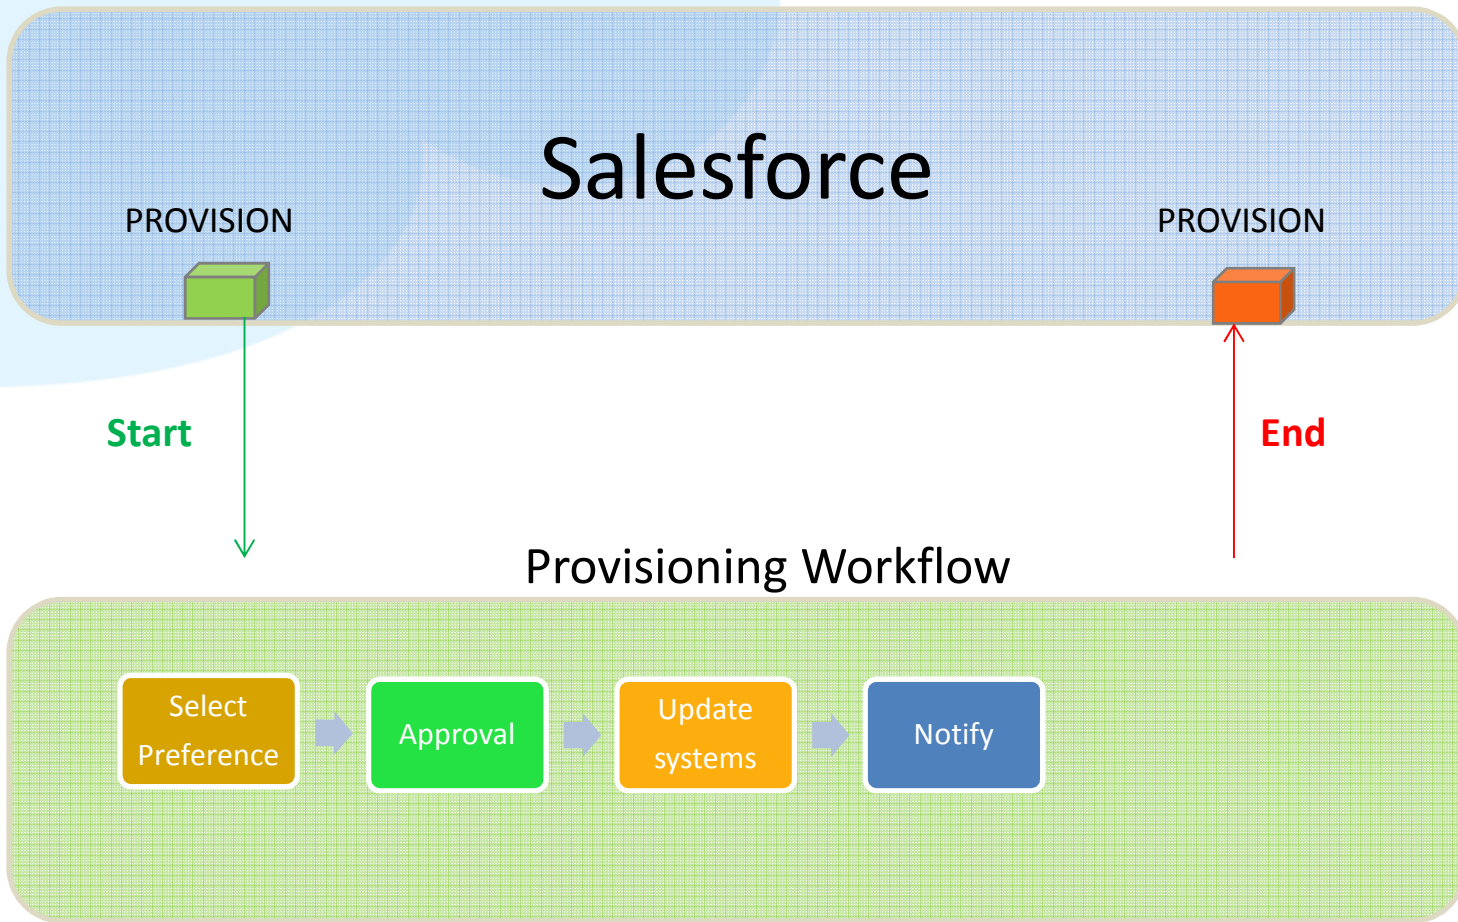 Salesforce
PROVISION
PROVISION
Start
End
Provisioning Workflow
Select
Preference
Approval
Update
systems
Notify